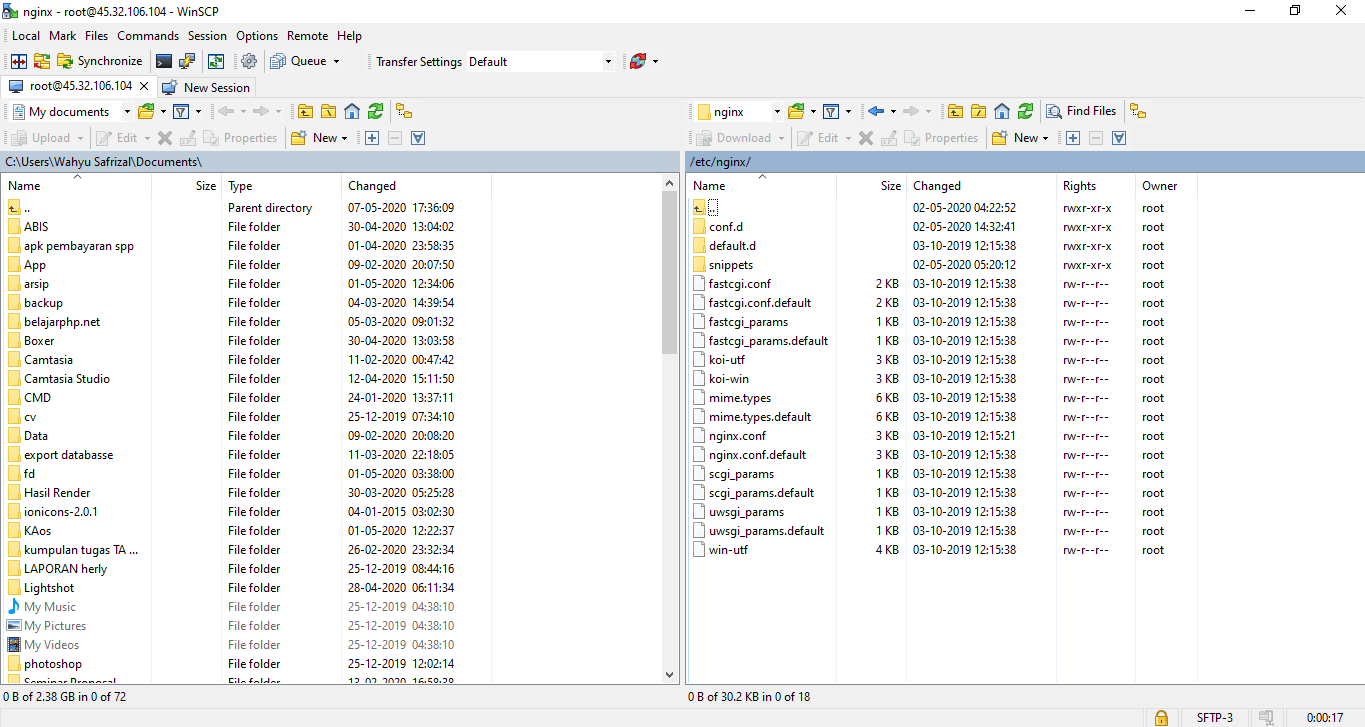 nginx - root@45.32.106.104 - WinSCP
Local Mark Files Commands Session Options Remote Help
Synchronize Queue Transfer Settings Default
root@45.32.106.104 New Session
My documents
Upload Edit Properties New
C:\Users\Wahyu Safrizal\Documents\
Name Size Type Changed
.. Parent directory 07-05-2020 17:36:09
ABIS File folder 30-04-2020 13:04:02
apk pembayaran spp File folder 01-04-2020 23:58:35
App File folder 09-02-2020 20:07:50
arsip File folder 01-05-2020 12:34:06
backup File folder 04-03-2020 14:39:54
belajarphp.net File folder 05-03-2020 09:01:32
Boxer File folder 30-04-2020 13:03:58
Camtasia File folder 11-02-2020 00:47:42
Camtasia Studio File folder 12-04-2020 15:11:50
CMD File folder 24-01-2020 13:37:11
cv File folder 25-12-2019 07:34:10
Data File folder 09-02-2020 20:08:20
export databasse File folder 11-03-2020 22:18:05
fd File folder 01-05-2020 03:38:00
Hasil Render File folder 30-03-2020 05:25:28
ionicons-2.0.1 File folder 04-01-2015 03:02:30
KAos File folder 01-05-2020 12:22:37
kumpulan tugas TA ... File folder 26-02-2020 23:32:34
LAPORAN herly File folder 25-12-2019 08:44:16
Lightshot File folder 28-04-2020 06:11:34
My Music File folder 25-12-2019 04:38:10
My Pictures File folder 25-12-2019 04:38:10
My Videos File folder 25-12-2019 04:38:10
photoshop File folder 25-12-2019 12:02:14
Seminar Proposal File folder 13-02-2020 16:58:38
0 B of 2.38 GB in 0 of 72
nginx Find Files
Download Edit Properties New
/etc/nginx/
Name Size Changed Rights Owner
.. 02-05-2020 04:22:52 rwxr-xr-x root
conf.d 02-05-2020 14:32:41 rwxr-xr-x root
default.d 03-10-2019 12:15:38 rwxr-xr-x root
snippets 02-05-2020 05:20:12 rwxr-xr-x root
fastcgi.conf 2 KB 03-10-2019 12:15:38 rw-r--r-- root
fastcgi.conf.default 2 KB 03-10-2019 12:15:38 rw-r--r-- root
fastcgi_params 1 KB 03-10-2019 12:15:38 rw-r--r-- root
fastcgi_params.default 1 KB 03-10-2019 12:15:38 rw-r--r-- root
koi-utf 3 KB 03-10-2019 12:15:38 rw-r--r-- root
koi-win 3 KB 03-10-2019 12:15:38 rw-r--r-- root
mime.types 6 KB 03-10-2019 12:15:38 rw-r--r-- root
mime.types.default 6 KB 03-10-2019 12:15:38 rw-r--r-- root
nginx.conf 3 KB 03-10-2019 12:15:21 rw-r--r-- root
nginx.conf.default 3 KB 03-10-2019 12:15:38 rw-r--r-- root
scgi_params 1 KB 03-10-2019 12:15:38 rw-r--r-- root
scgi_params.default 1 KB 03-10-2019 12:15:38 rw-r--r-- root
uwsgi_params 1 KB 03-10-2019 12:15:38 rw-r--r-- root
uwsgi_params.default 1 KB 03-10-2019 12:15:38 rw-r--r-- root
win-utf 4 KB 03-10-2019 12:15:38 rw-r--r-- root
0 B of 30.2 KB in 0 of 18
SFTP-3 0:00:17